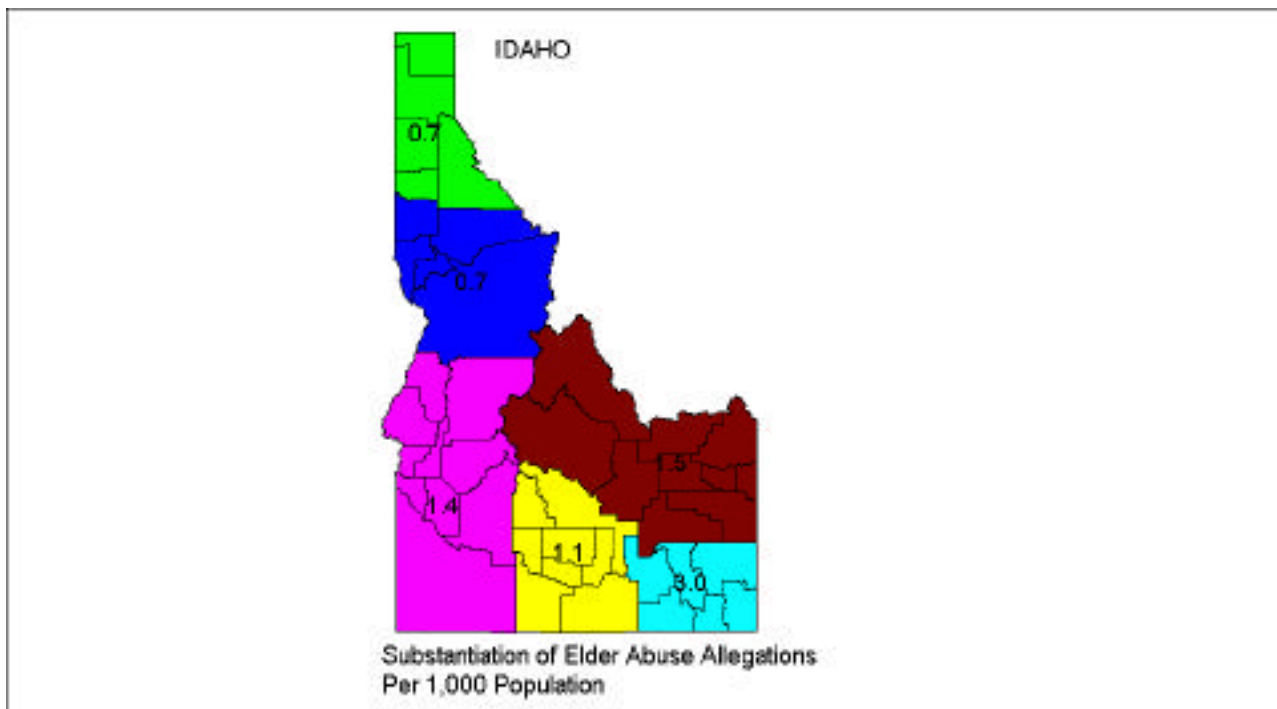 IDAHO
0.7
0.7
1.5
1.4
1.1
3.0
Substantiation of Elder Abuse Allegations
Per 1,000 Population